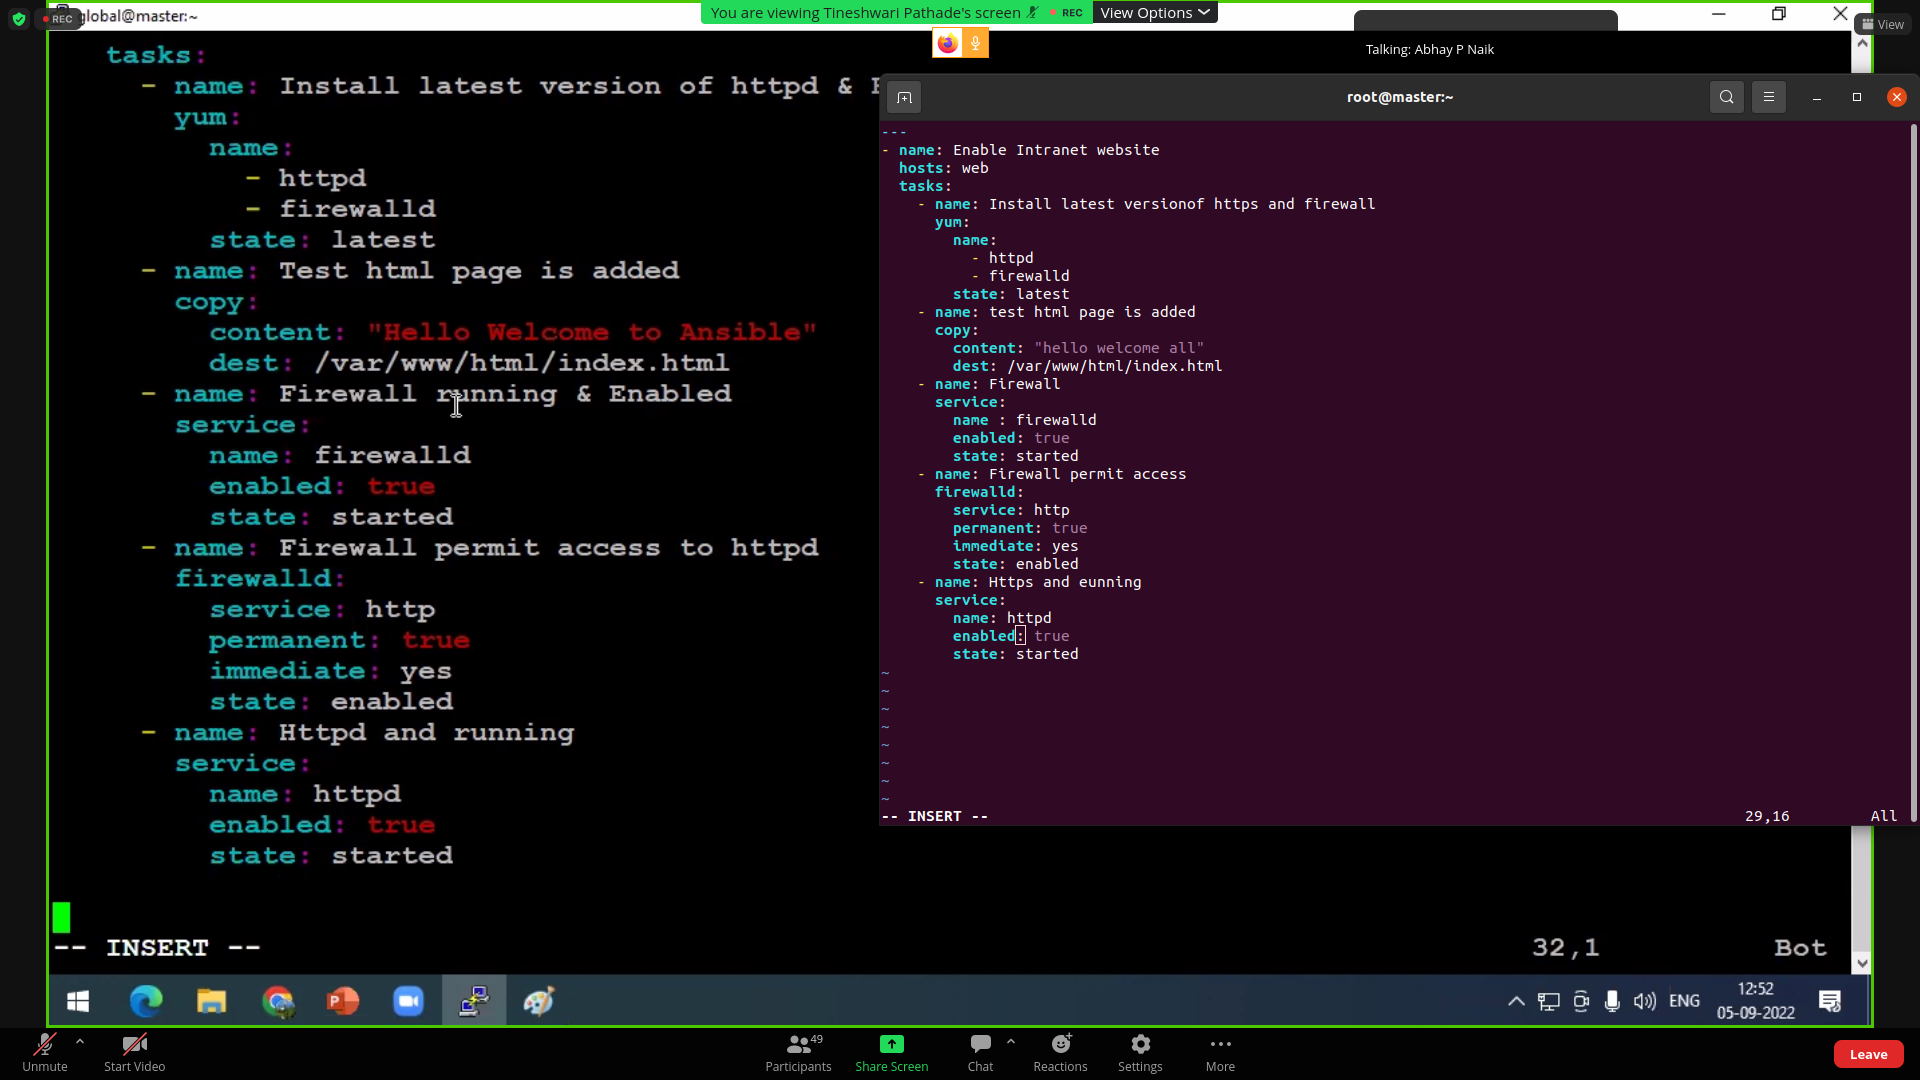 REC
global@master:~
You are viewing Tineshwari Pathade's screen
REC
View Options
View
Talking: Abhay P Naik
tasks:
- name: Install latest version of httpd &
yum:
name:
- httpd
- firewalld
state: latest
- name: Test html page is added
copy:
content: "Hello Welcome to Ansible"
dest: /var/www/html/index.html
- name: Firewall running & Enabled
service:
name: firewalld
enabled: true
state: started
- name: Firewall permit access to httpd
firewalld:
service: http
permanent: true
immediate: yes
state: enabled
- name: Httpd and running
service:
name: httpd
enabled: true
state: started
-- INSERT --
32,1
Bot
root@master:~
---
- name: Enable Intranet website
hosts: web
tasks:
- name: Install latest versionof https and firewall
yum:
name:
- httpd
- firewalld
state: latest
- name: test html page is added
copy:
content: "hello welcome all"
dest: /var/www/html/index.html
- name: Firewall
service:
name : firewalld
enabled: true
state: started
- name: Firewall permit access
firewalld:
service: http
permanent: true
immediate: yes
state: enabled
- name: Https and eunning
service:
name: httpd
enabled: true
state: started
~
~
~
~
~
~
~
~
-- INSERT --
29,16
All
ENG
12:52
05-09-2022
Unmute
Start Video
49
Participants
Share Screen
Chat
Reactions
Settings
More
Leave